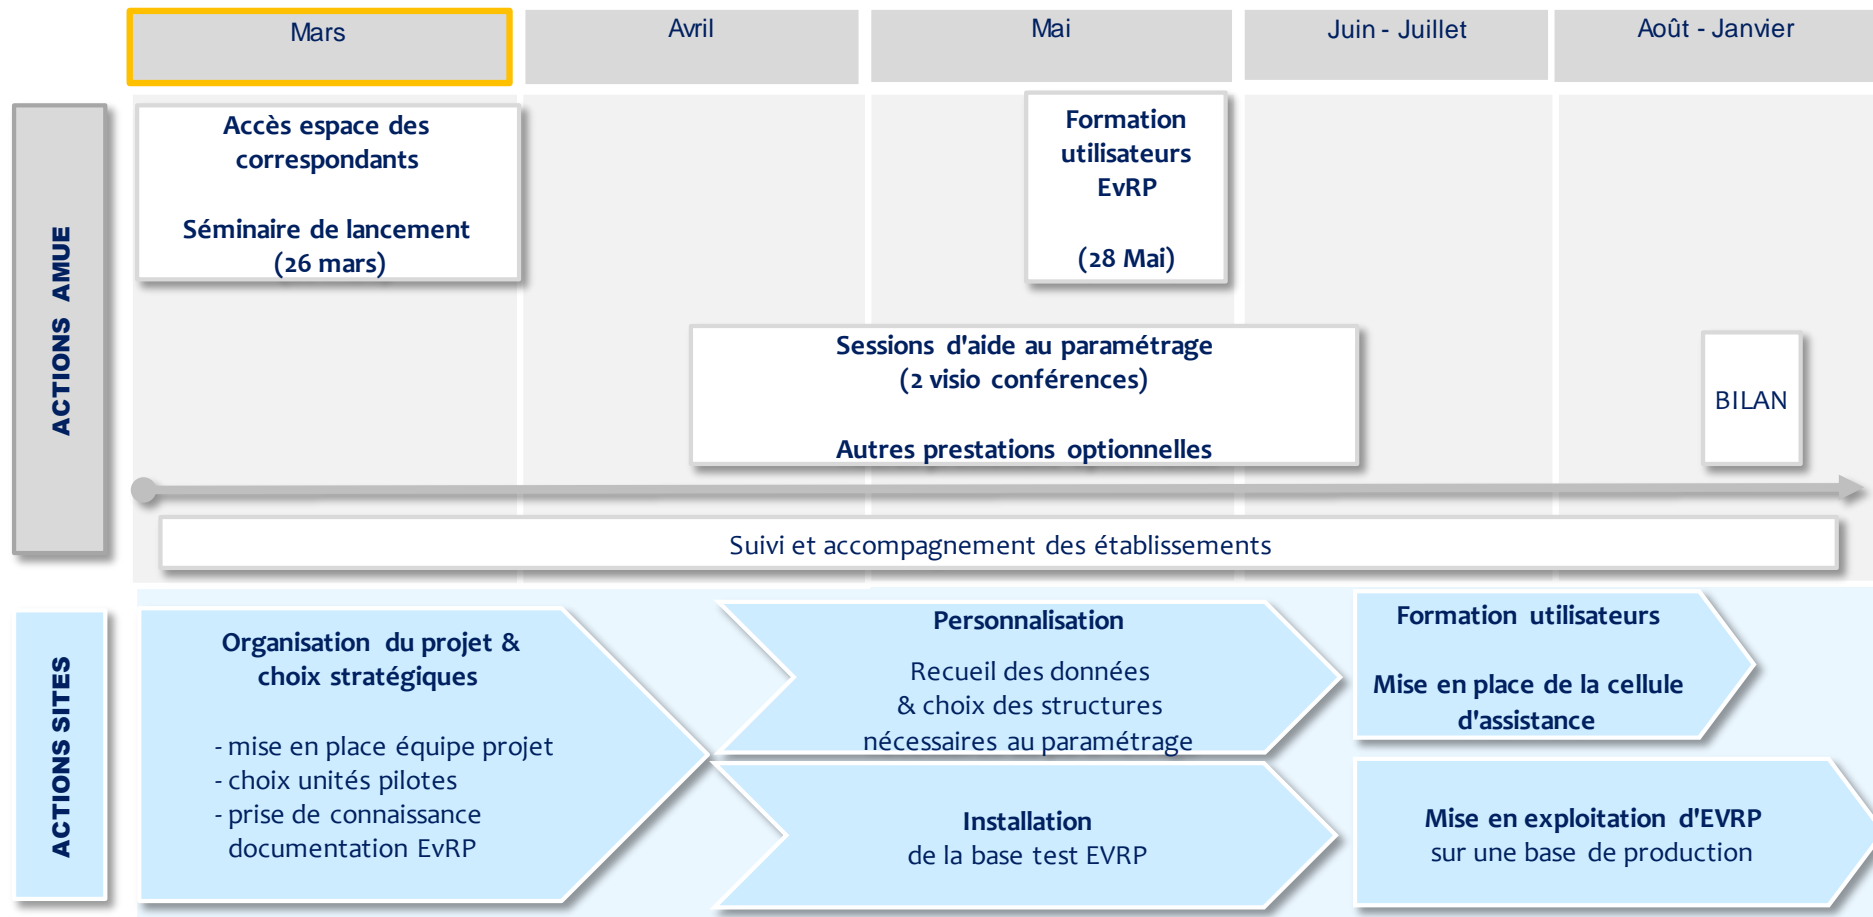 Mars
Avril
Mai
Juin - Juillet
Août - Janvier
ACTIONS AMUE
Accès espace des
correspondants
Séminaire de lancement
(26 mars)
Formation
utilisateurs
EvRP
(28 Mai)
Sessions d'aide au paramétrage
(2 visio conférences)
Autres prestations optionnelles
BILAN
Suivi et accompagnement des établissements
ACTIONS SITES
Organisation du projet &
choix stratégiques
- mise en place équipe projet
- choix unités pilotes
- prise de connaissance
documentation EvRP
Personnalisation
Recueil des données
& choix des structures
nécessaires au paramétrage
Installation
de la base test EVRP
Formation utilisateurs
Mise en place de la cellule
d'assistance
Mise en exploitation d'EVRP
sur une base de production